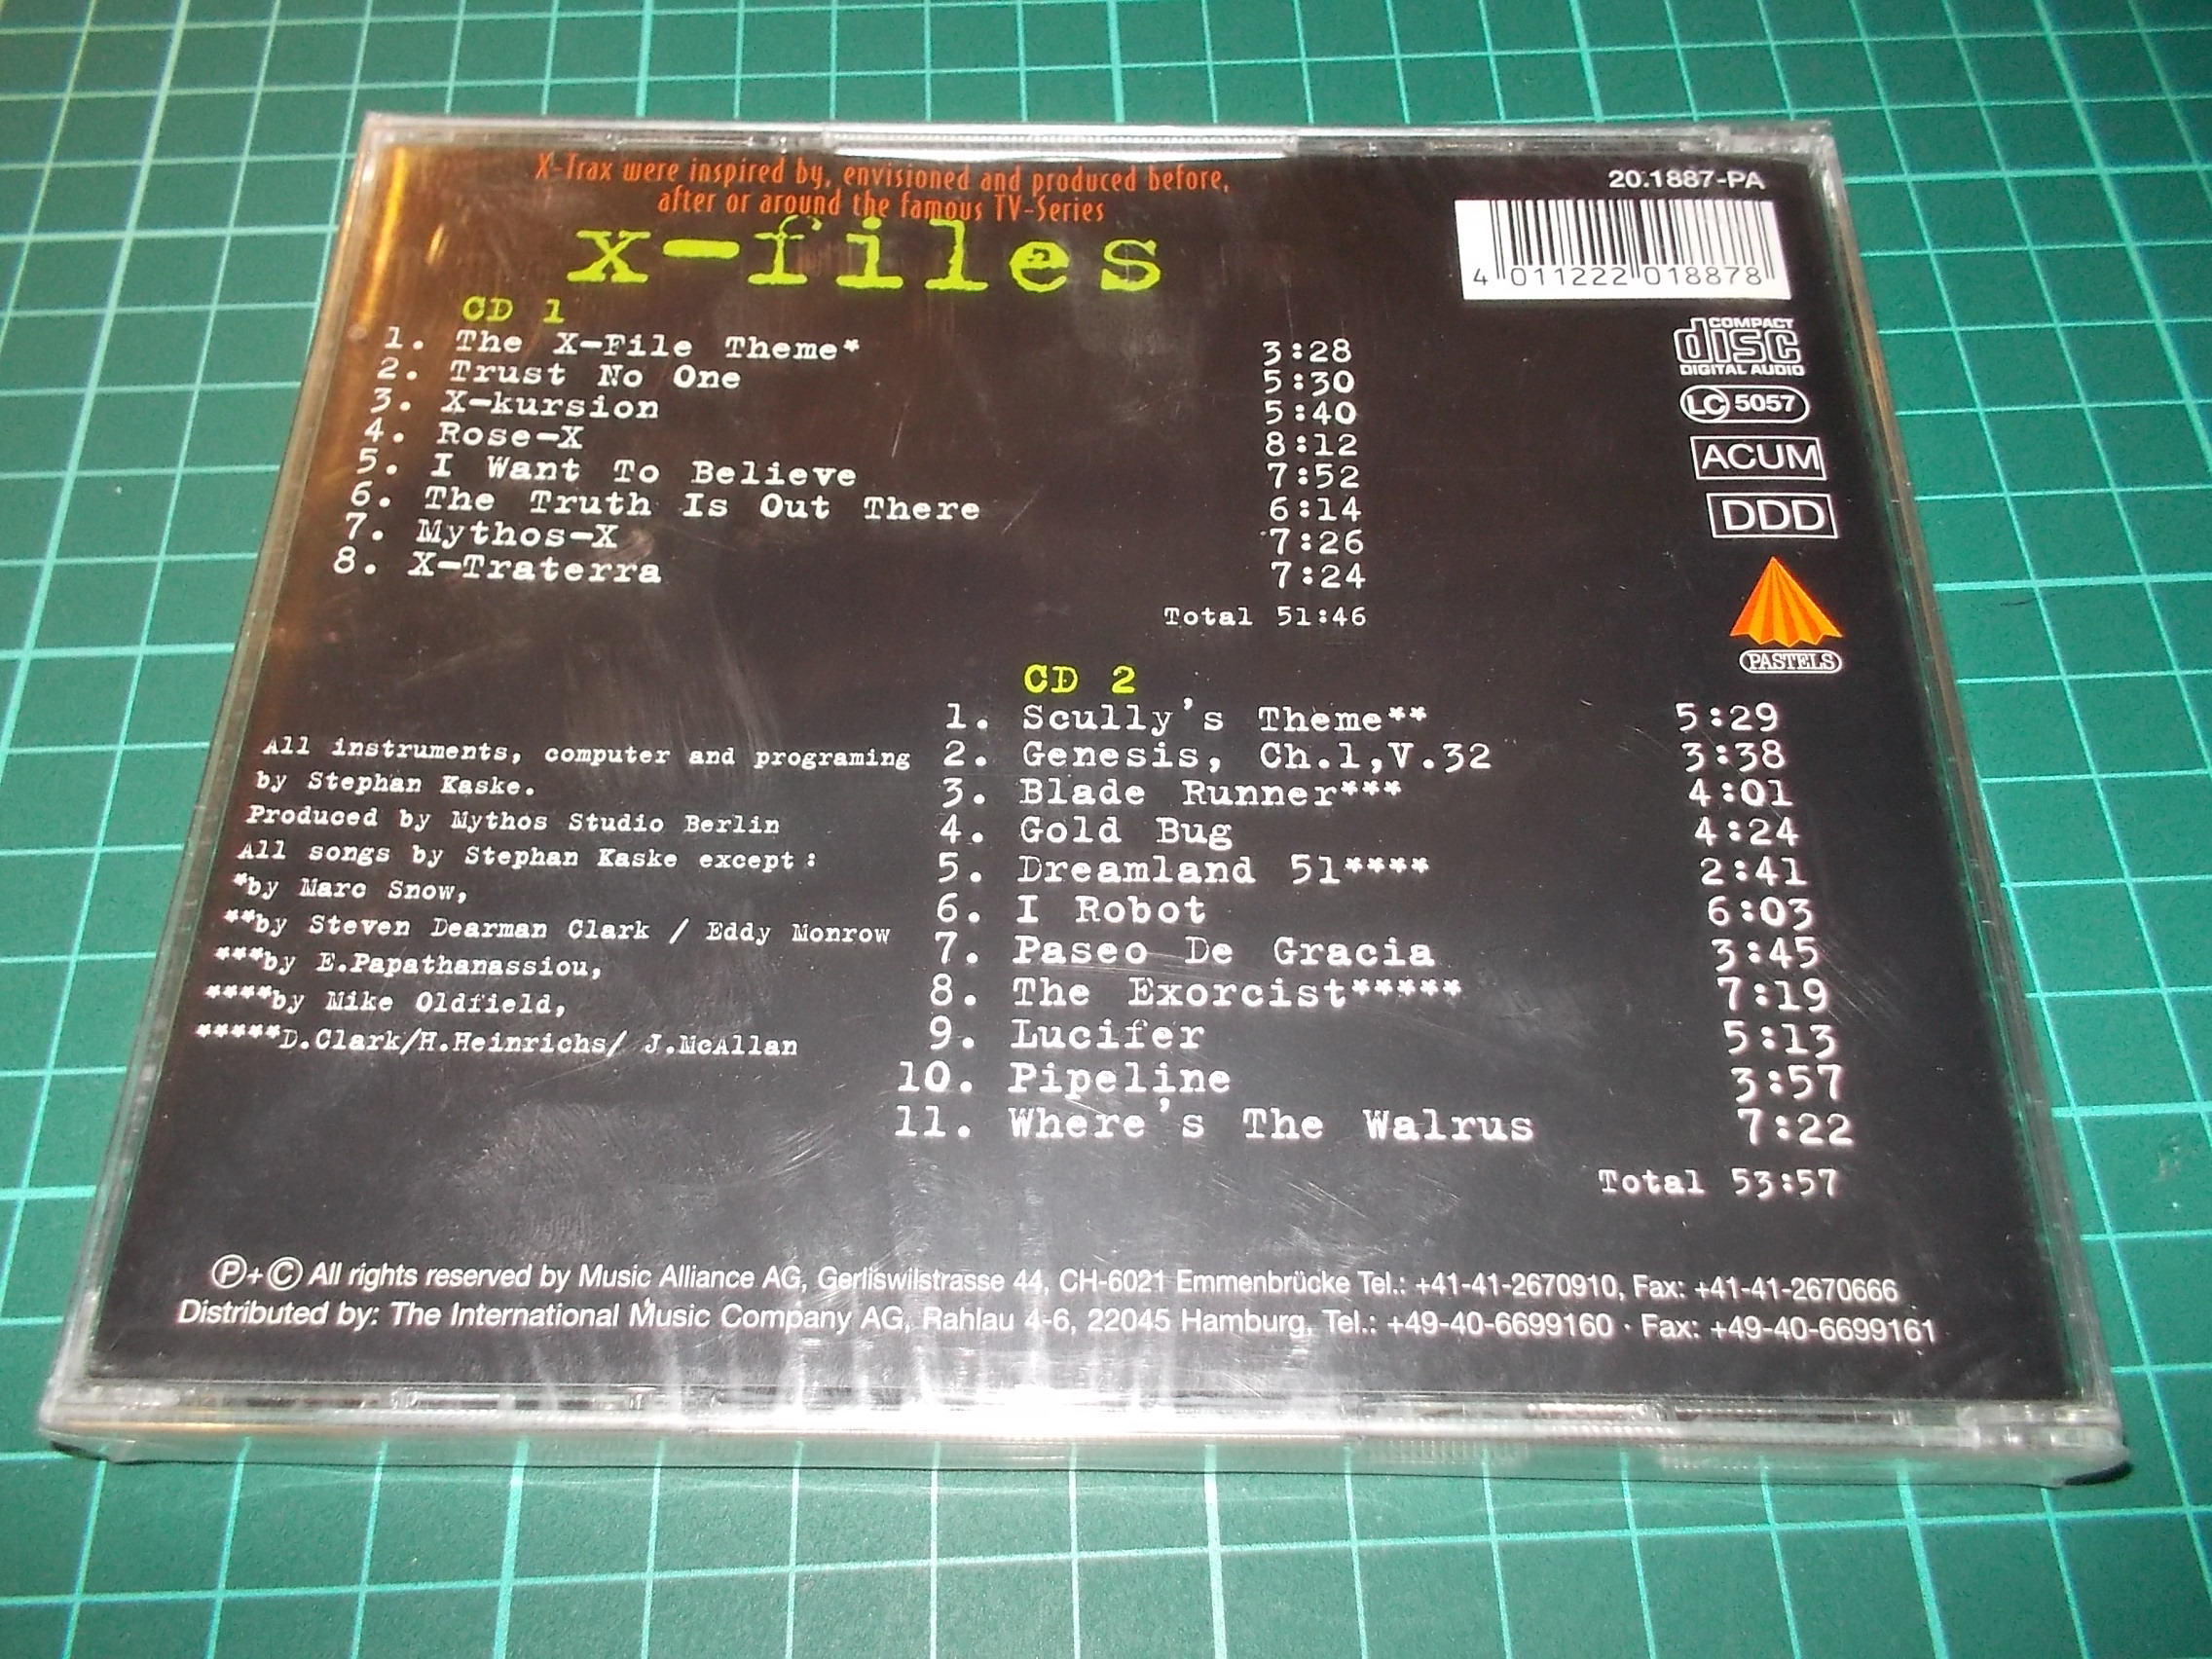 X-Trax were inspired by, envisioned and produced before,
after or around the famous TV-Series
x-files
20.1887-PA
4 011222 018878
COMPACT
disc
DIGITAL AUDIO
LC 5057
ACUM
DDD
PASTELS
CD 1
1. The X-File Theme* 3:28
2. Trust No One 5:30
3. X-kursion 5:40
4. Rose-X 8:12
5. I Want To Believe 7:52
6. The Truth Is Out There 6:14
7. Mythos-X 7:26
8. X-Traterra 7:24
Total 51:46
CD 2
1. Scully's Theme** 5:29
2. Genesis, Ch.1,V.32 3:38
3. Blade Runner*** 4:01
4. Gold Bug 4:24
5. Dreamland 51**** 2:41
6. I Robot 6:03
7. Paseo De Gracia 3:45
8. The Exorcist***** 7:19
9. Lucifer 5:13
10. Pipeline 3:57
11. Where's The Walrus 7:22
Total 53:57
All instruments, computer and programing
by Stephan Kaske.
Produced by Mythos Studio Berlin
All songs by Stephan Kaske except:
*by Marc Snow,
**by Steven Dearman Clark / Eddy Monrow
***by E.Papathanassiou,
****by Mike Oldfield,
*****D.Clark/H.Heinrichs/ J.McAllan
Ⓟ+© All rights reserved by Music Alliance AG, Gerliswilstrasse 44, CH-6021 Emmenbrücke Tel.: +41-41-2670910, Fax: +41-41-2670666
Distributed by: The International Music Company AG, Rahlau 4-6, 22045 Hamburg, Tel.: +49-40-6699160 · Fax: +49-40-6699161